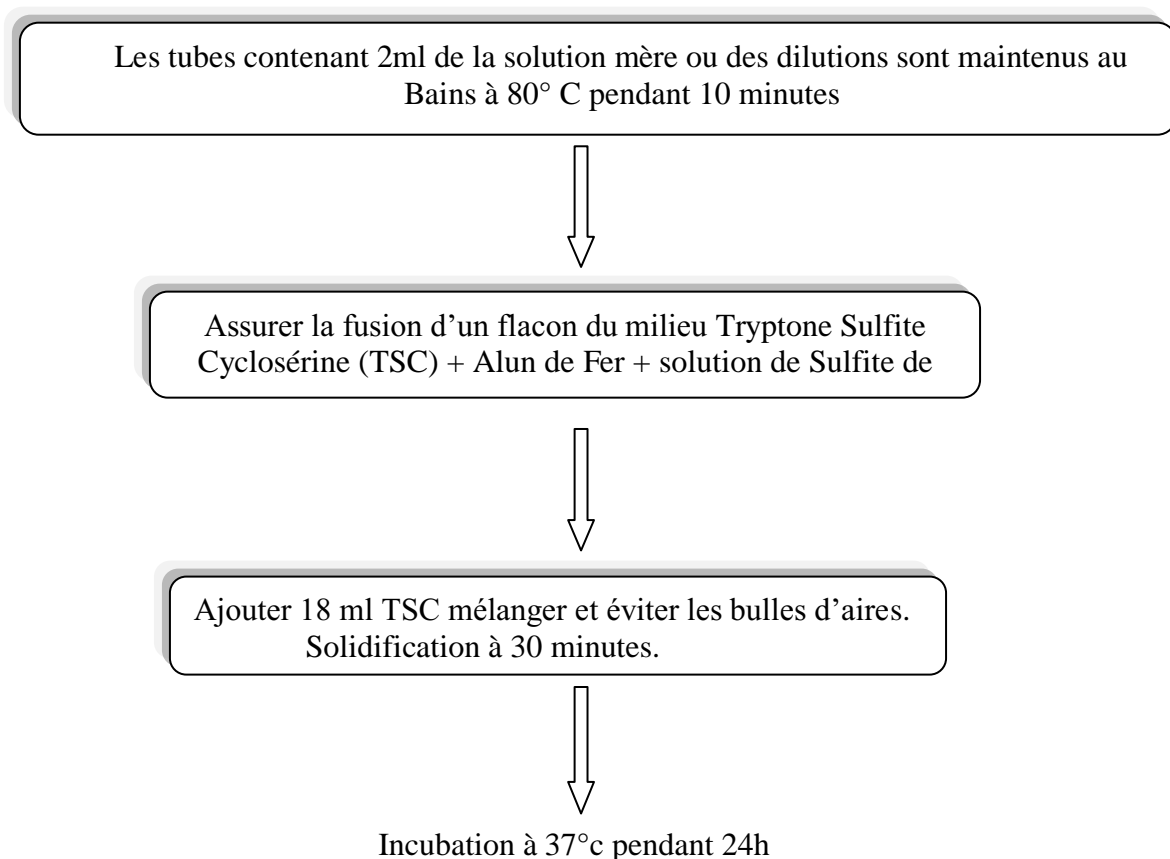 Les tubes contenant 2ml de la solution mère ou des dilutions sont maintenus au
Bains à 80° C pendant 10 minutes
Assurer la fusion d’un flacon du milieu Tryptone Sulfite
Cyclosérine (TSC) + Alun de Fer + solution de Sulfite de
Ajouter 18 ml TSC mélanger et éviter les bulles d’aires.
Solidification à 30 minutes.
Incubation à 37°c pendant 24h